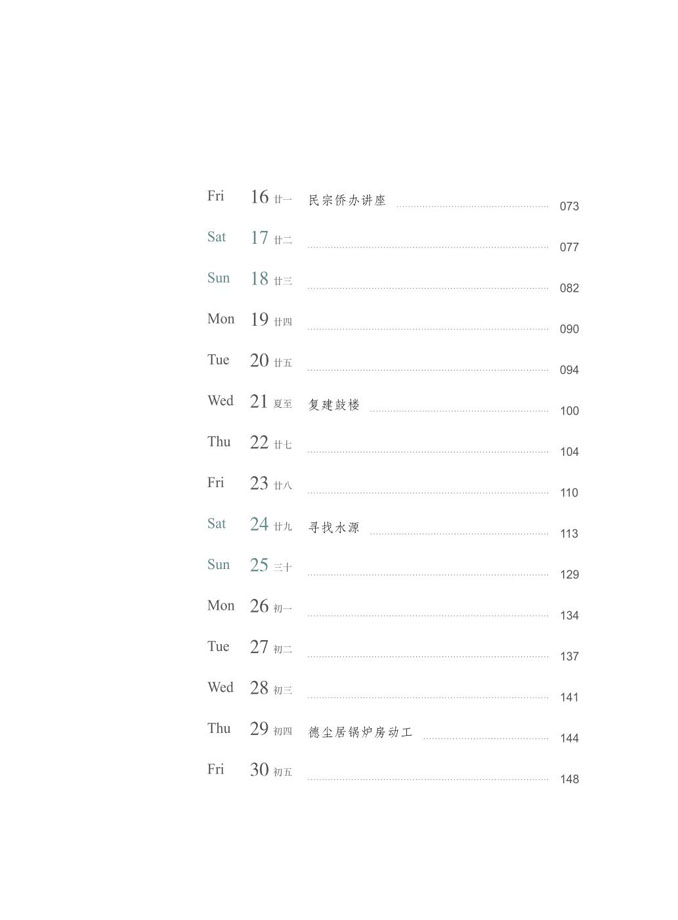 Fri 16 廿一 民宗侨办讲座 073
Sat 17 廿二 077
Sun 18 廿三 082
Mon 19 廿四 090
Tue 20 廿五 094
Wed 21 夏至 复建鼓楼 100
Thu 22 廿七 104
Fri 23 廿八 110
Sat 24 廿九 寻找水源 113
Sun 25 三十 129
Mon 26 初一 134
Tue 27 初二 137
Wed 28 初三 141
Thu 29 初四 德尘居锅炉房动工 144
Fri 30 初五 148